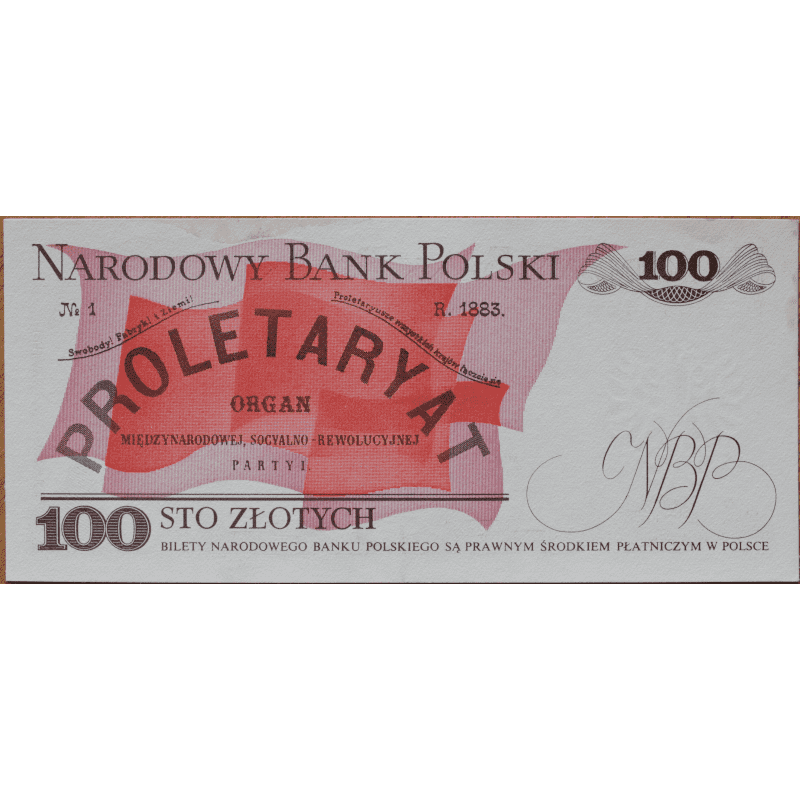 NARODOWY BANK POLSKI
100
№ 1
R. 1883.
Swobody! Fabryk! i Ziemi!
Proletaryusze wszystkich krajów łączcie się
PROLETARYAT
ORGAN
MIĘDZYNARODOWEJ, SOCYALNO-REWOLUCYJNEJ
PARTYI.
NBP
100 STO ZŁOTYCH
BILETY NARODOWEGO BANKU POLSKIEGO SĄ PRAWNYM ŚRODKIEM PŁATNICZYM W POLSCE